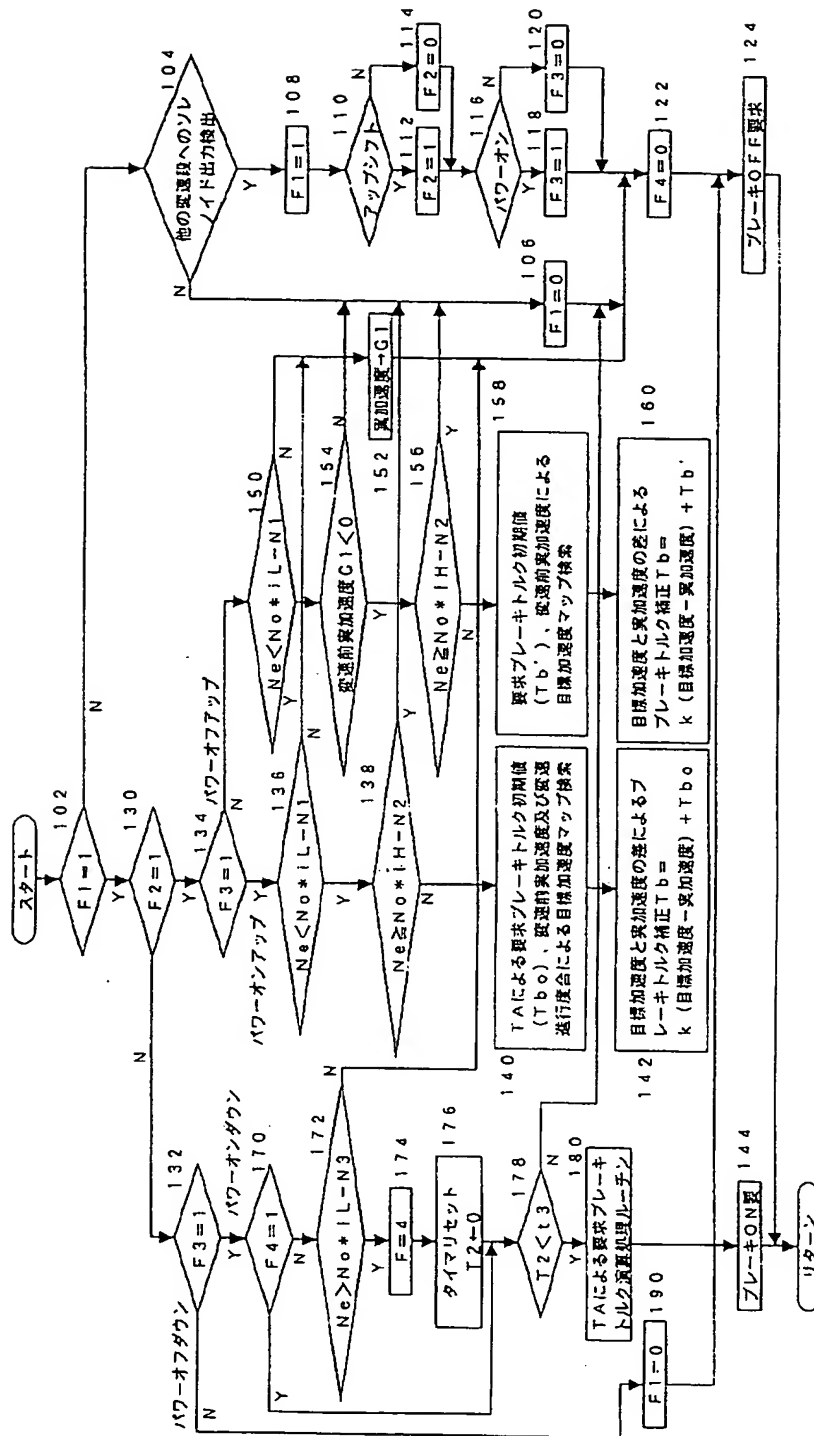 スタート
102
F1=1
N
Y
104
他の変速段へのソレ
ノイド出力検出
N
Y
108
F1=1
110
アップシフト
N
Y
112
F2=1
114
F2=0
116
パワーオン
N
Y
118
F3=1
120
F3=0
106
F1=0
122
F4=0
124
ブレーキOFF要求
130
F2=1
N
Y
134
F3=1
パワーオフアップ
N
Y
パワーオンアップ
150
Ne<No*iL-N1
N
Y
152
実加速度→G1
154
変速前実加速度G1<0
N
Y
156
Ne≧No*IH-N2
Y
N
158
要求ブレーキトルク初期値
(Tb')、変速前実加速度による
目標加速度マップ検索
160
目標加速度と実加速度の差による
ブレーキトルク補正Tb=
k(目標加速度-実加速度)+Tb'
136
Ne<No*iL-N1
N
Y
138
Ne≧No*IH-N2
Y
N
140
TAによる要求ブレーキトルク初期値
(Tbo)、変速前実加速度及び変速
進行度合による目標加速度マップ検索
142
目標加速度と実加速度の差によるブ
レーキトルク補正Tb=
k(目標加速度-実加速度)+Tbo
132
F3=1
パワーオフダウン
N
Y
パワーオンダウン
170
F4=1
Y
N
172
Ne>No*IL-N3
N
Y
174
F=4
176
タイマリセット
T2←0
178
T2<t3
N
Y
180
TAによる要求ブレーキ
トルク演算処理ルーチン
190
F1=0
144
ブレーキON要
リターン